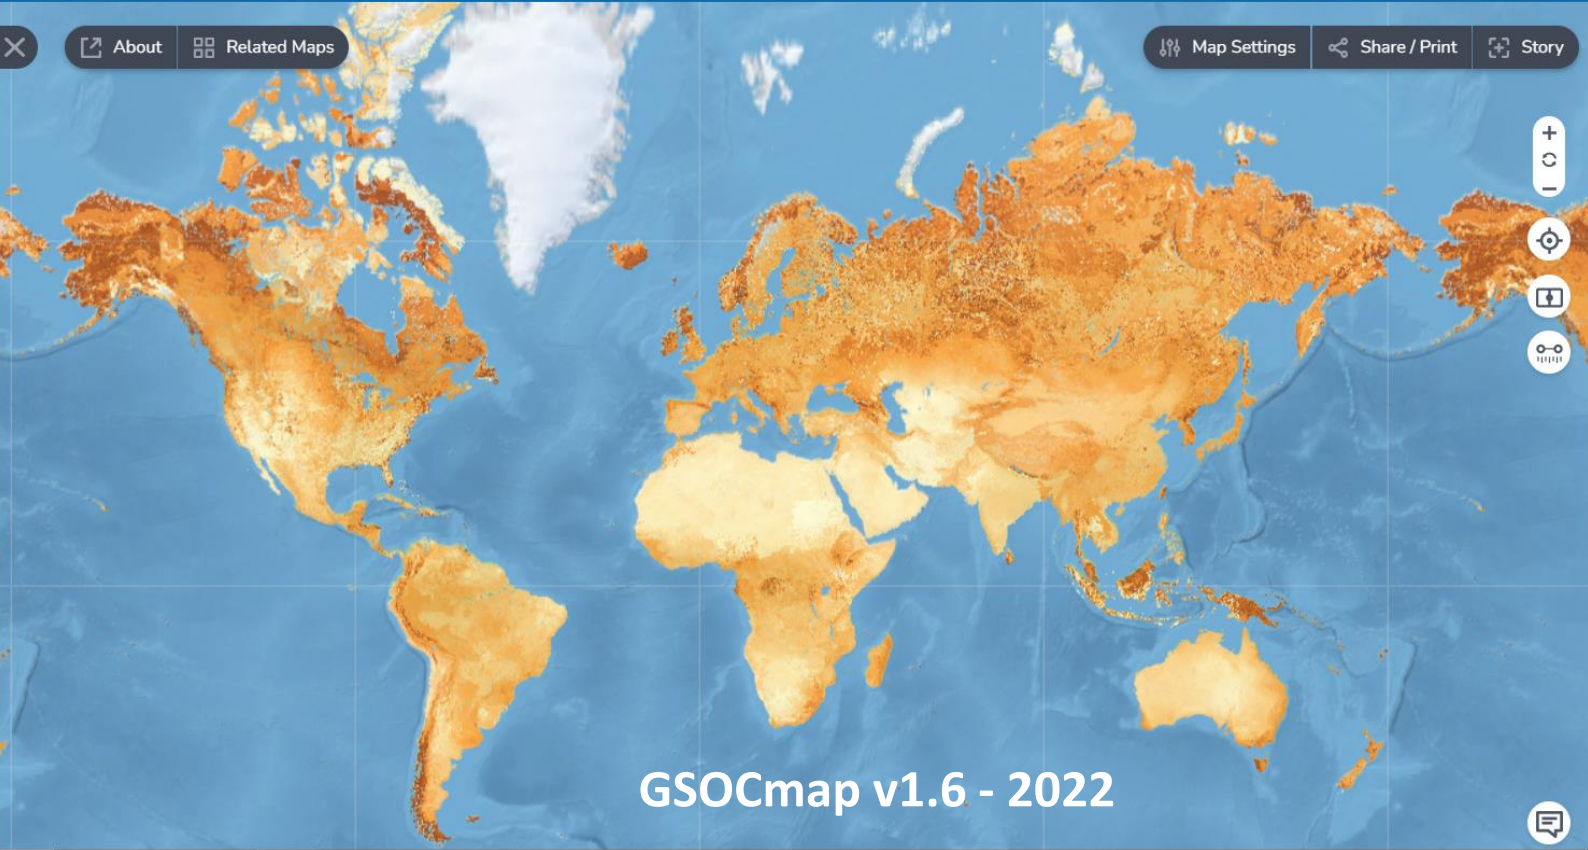 About
Related Maps
Map Settings
Share / Print
Story
GSOCmap v1.6 - 2022